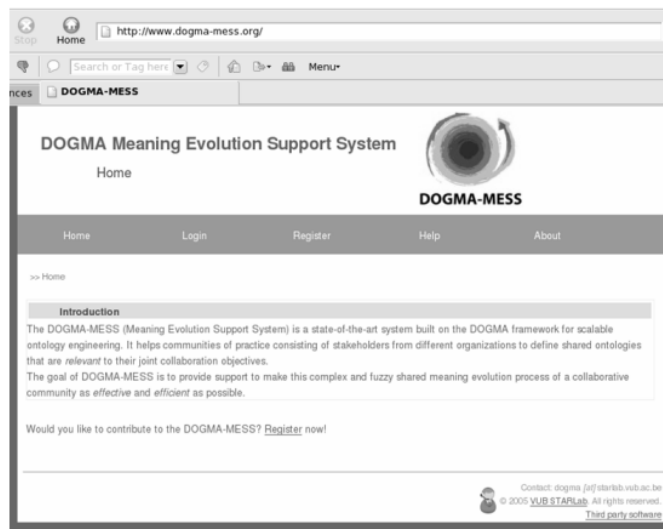 Stop
Home
http://www.dogma-mess.org/
Search or Tag here
Menu
nces
DOGMA-MESS
DOGMA Meaning Evolution Support System
Home
DOGMA-MESS
Home Login Register Help About
>> Home
Introduction
The DOGMA-MESS (Meaning Evolution Support System) is a state-of-the-art system built on the DOGMA framework for scalable
ontology engineering. It helps communities of practice consisting of stakeholders from different organizations to define shared ontologies
that are relevant to their joint collaboration objectives.
The goal of DOGMA-MESS is to provide support to make this complex and fuzzy shared meaning evolution process of a collaborative
community as effective and efficient as possible.
Would you like to contribute to the DOGMA-MESS? Register now!
Contact: dogma [at] starlab.vub.ac.be
© 2005 VUB STARLab. All rights reserved.
Third party software